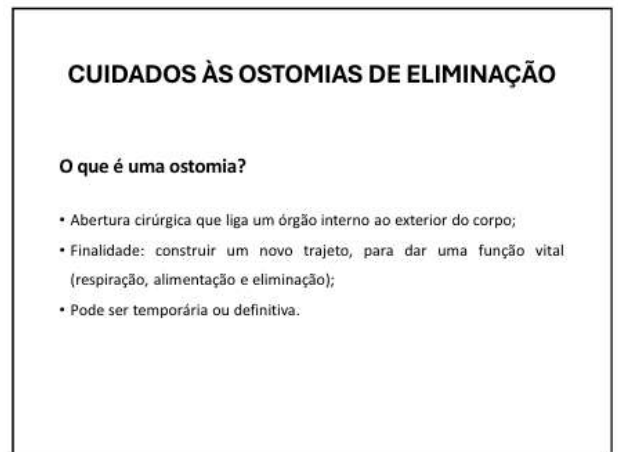 CUIDADOS ÀS OSTOMIAS DE ELIMINAÇÃO
O que é uma ostomia?
• Abertura cirúrgica que liga um órgão interno ao exterior do corpo;
• Finalidade: construir um novo trajeto, para dar uma função vital
(respiração, alimentação e eliminação);
• Pode ser temporária ou definitiva.